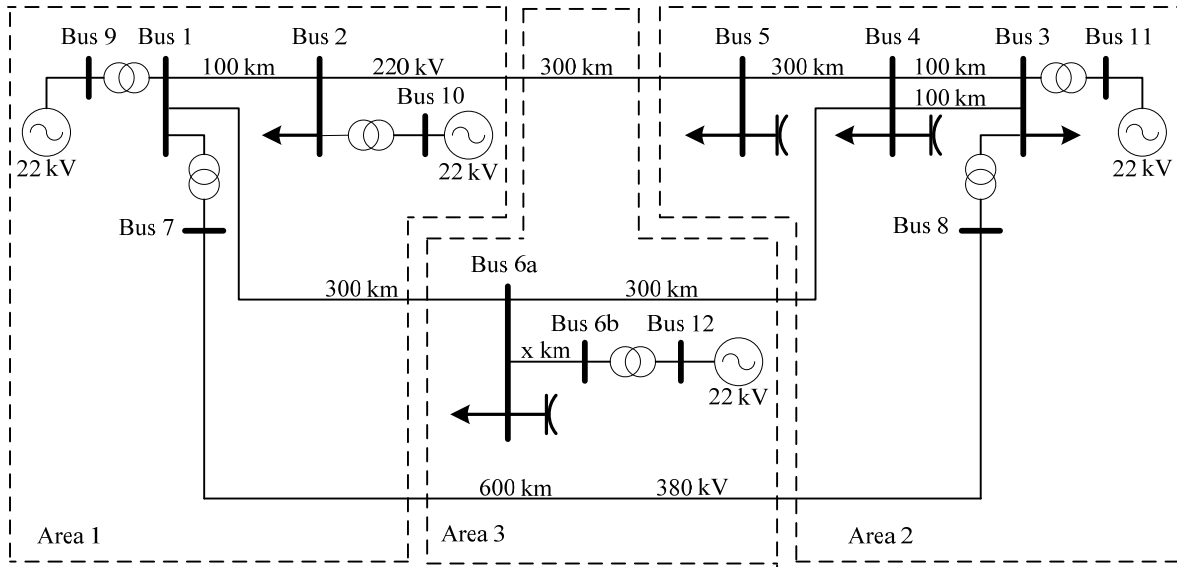 Bus 9 Bus 1 Bus 2 Bus 5 Bus 4 Bus 3 Bus 11
100 km 220 kV 300 km 300 km 100 km
Bus 10 100 km
22 kV 22 kV 22 kV
Bus 7 Bus 8
Bus 6a
300 km 300 km
Bus 6b Bus 12
x km
22 kV
600 km 380 kV
Area 1 Area 3 Area 2